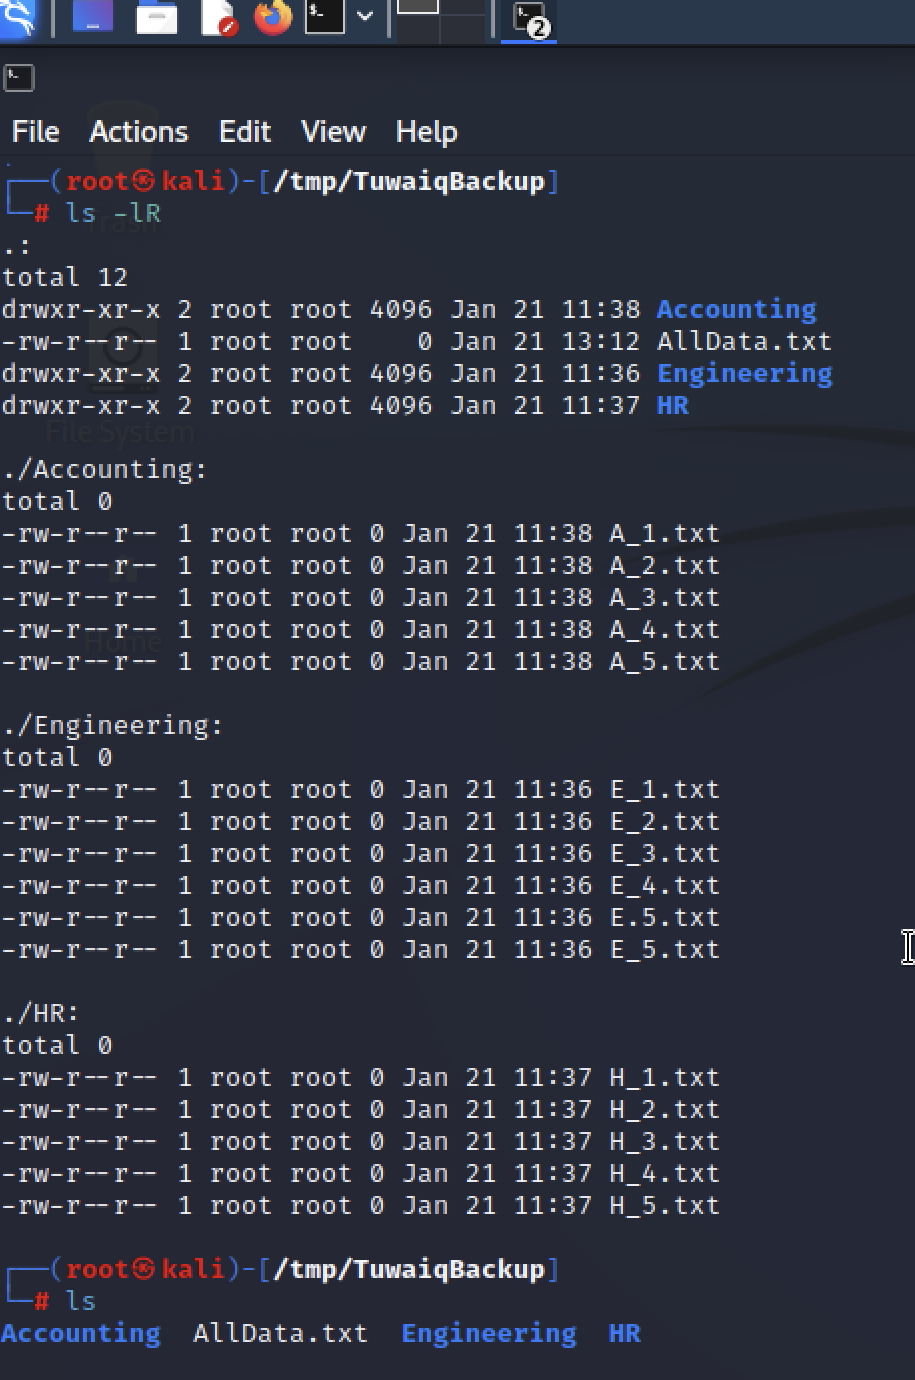 2
File Actions Edit View Help
┌──(root㉿kali)-[/tmp/TuwaiqBackup]
└─# ls -lR
.:
total 12
drwxr-xr-x 2 root root 4096 Jan 21 11:38 Accounting
-rw-r--r-- 1 root root    0 Jan 21 13:12 AllData.txt
drwxr-xr-x 2 root root 4096 Jan 21 11:36 Engineering
drwxr-xr-x 2 root root 4096 Jan 21 11:37 HR
./Accounting:
total 0
-rw-r--r-- 1 root root 0 Jan 21 11:38 A_1.txt
-rw-r--r-- 1 root root 0 Jan 21 11:38 A_2.txt
-rw-r--r-- 1 root root 0 Jan 21 11:38 A_3.txt
-rw-r--r-- 1 root root 0 Jan 21 11:38 A_4.txt
-rw-r--r-- 1 root root 0 Jan 21 11:38 A_5.txt
./Engineering:
total 0
-rw-r--r-- 1 root root 0 Jan 21 11:36 E_1.txt
-rw-r--r-- 1 root root 0 Jan 21 11:36 E_2.txt
-rw-r--r-- 1 root root 0 Jan 21 11:36 E_3.txt
-rw-r--r-- 1 root root 0 Jan 21 11:36 E_4.txt
-rw-r--r-- 1 root root 0 Jan 21 11:36 E.5.txt
-rw-r--r-- 1 root root 0 Jan 21 11:36 E_5.txt
./HR:
total 0
-rw-r--r-- 1 root root 0 Jan 21 11:37 H_1.txt
-rw-r--r-- 1 root root 0 Jan 21 11:37 H_2.txt
-rw-r--r-- 1 root root 0 Jan 21 11:37 H_3.txt
-rw-r--r-- 1 root root 0 Jan 21 11:37 H_4.txt
-rw-r--r-- 1 root root 0 Jan 21 11:37 H_5.txt
┌──(root㉿kali)-[/tmp/TuwaiqBackup]
└─# ls
Accounting  AllData.txt  Engineering  HR
Trash
File System
Home